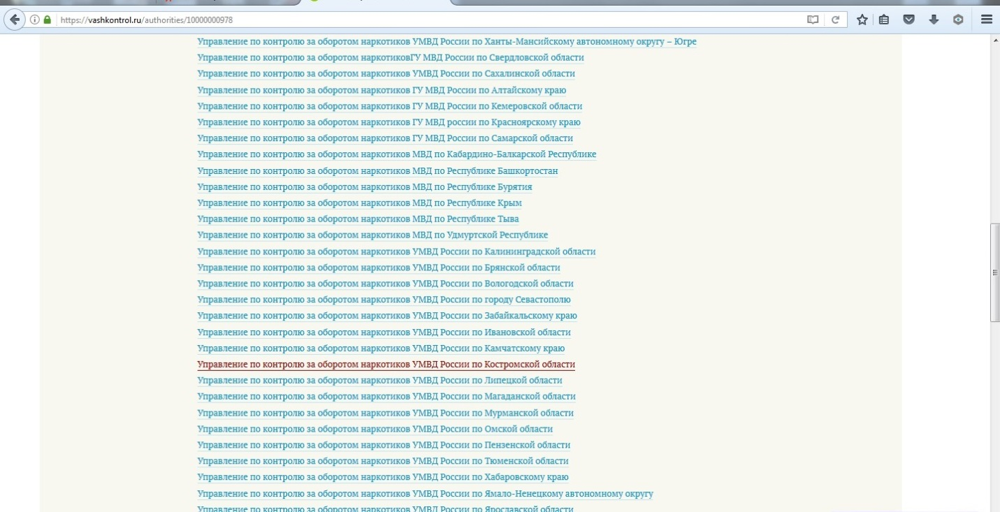 https://vashkontrol.ru/authorities/10000000978
Управление по контролю за оборотом наркотиков УМВД России по Ханты-Мансийскому автономному округу – Югре
Управление по контролю за оборотом наркотиковГУ МВД России по Свердловской области
Управление по контролю за оборотом наркотиков УМВД России по Сахалинской области
Управление по контролю за оборотом наркотиков ГУ МВД России по Алтайскому краю
Управление по контролю за оборотом наркотиков ГУ МВД России по Кемеровской области
Управление по контролю за оборотом наркотиков ГУ МВД россии по Красноярскому краю
Управление по контролю за оборотом наркотиков ГУ МВД России по Самарской области
Управление по контролю за оборотом наркотиков МВД по Кабардино-Балкарской Республике
Управление по контролю за оборотом наркотиков МВД по Республике Башкортостан
Управление по контролю за оборотом наркотиков МВД по Республике Бурятия
Управление по контролю за оборотом наркотиков МВД по Республике Крым
Управление по контролю за оборотом наркотиков МВД по Республике Тыва
Управление по контролю за оборотом наркотиков МВД по Удмуртской Республике
Управление по контролю за оборотом наркотиков УМВД России по Калининградской области
Управление по контролю за оборотом наркотиков УМВД России по Брянской области
Управление по контролю за оборотом наркотиков УМВД России по Вологодской области
Управление по контролю за оборотом наркотиков УМВД России по городу Севастополю
Управление по контролю за оборотом наркотиков УМВД России по Забайкальскому краю
Управление по контролю за оборотом наркотиков УМВД России по Ивановской области
Управление по контролю за оборотом наркотиков УМВД России по Камчатскому краю
Управление по контролю за оборотом наркотиков УМВД России по Костромской области
Управление по контролю за оборотом наркотиков УМВД России по Липецкой области
Управление по контролю за оборотом наркотиков УМВД России по Магаданской области
Управление по контролю за оборотом наркотиков УМВД России по Мурманской области
Управление по контролю за оборотом наркотиков УМВД России по Омской области
Управление по контролю за оборотом наркотиков УМВД России по Пензенской области
Управление по контролю за оборотом наркотиков УМВД России по Тюменской области
Управление по контролю за оборотом наркотиков УМВД России по Хабаровскому краю
Управление по контролю за оборотом наркотиков УМВД России по Ямало-Ненецкому автономному округу
Управление по контролю за оборотом наркотиков УМВД России по Ярославской области